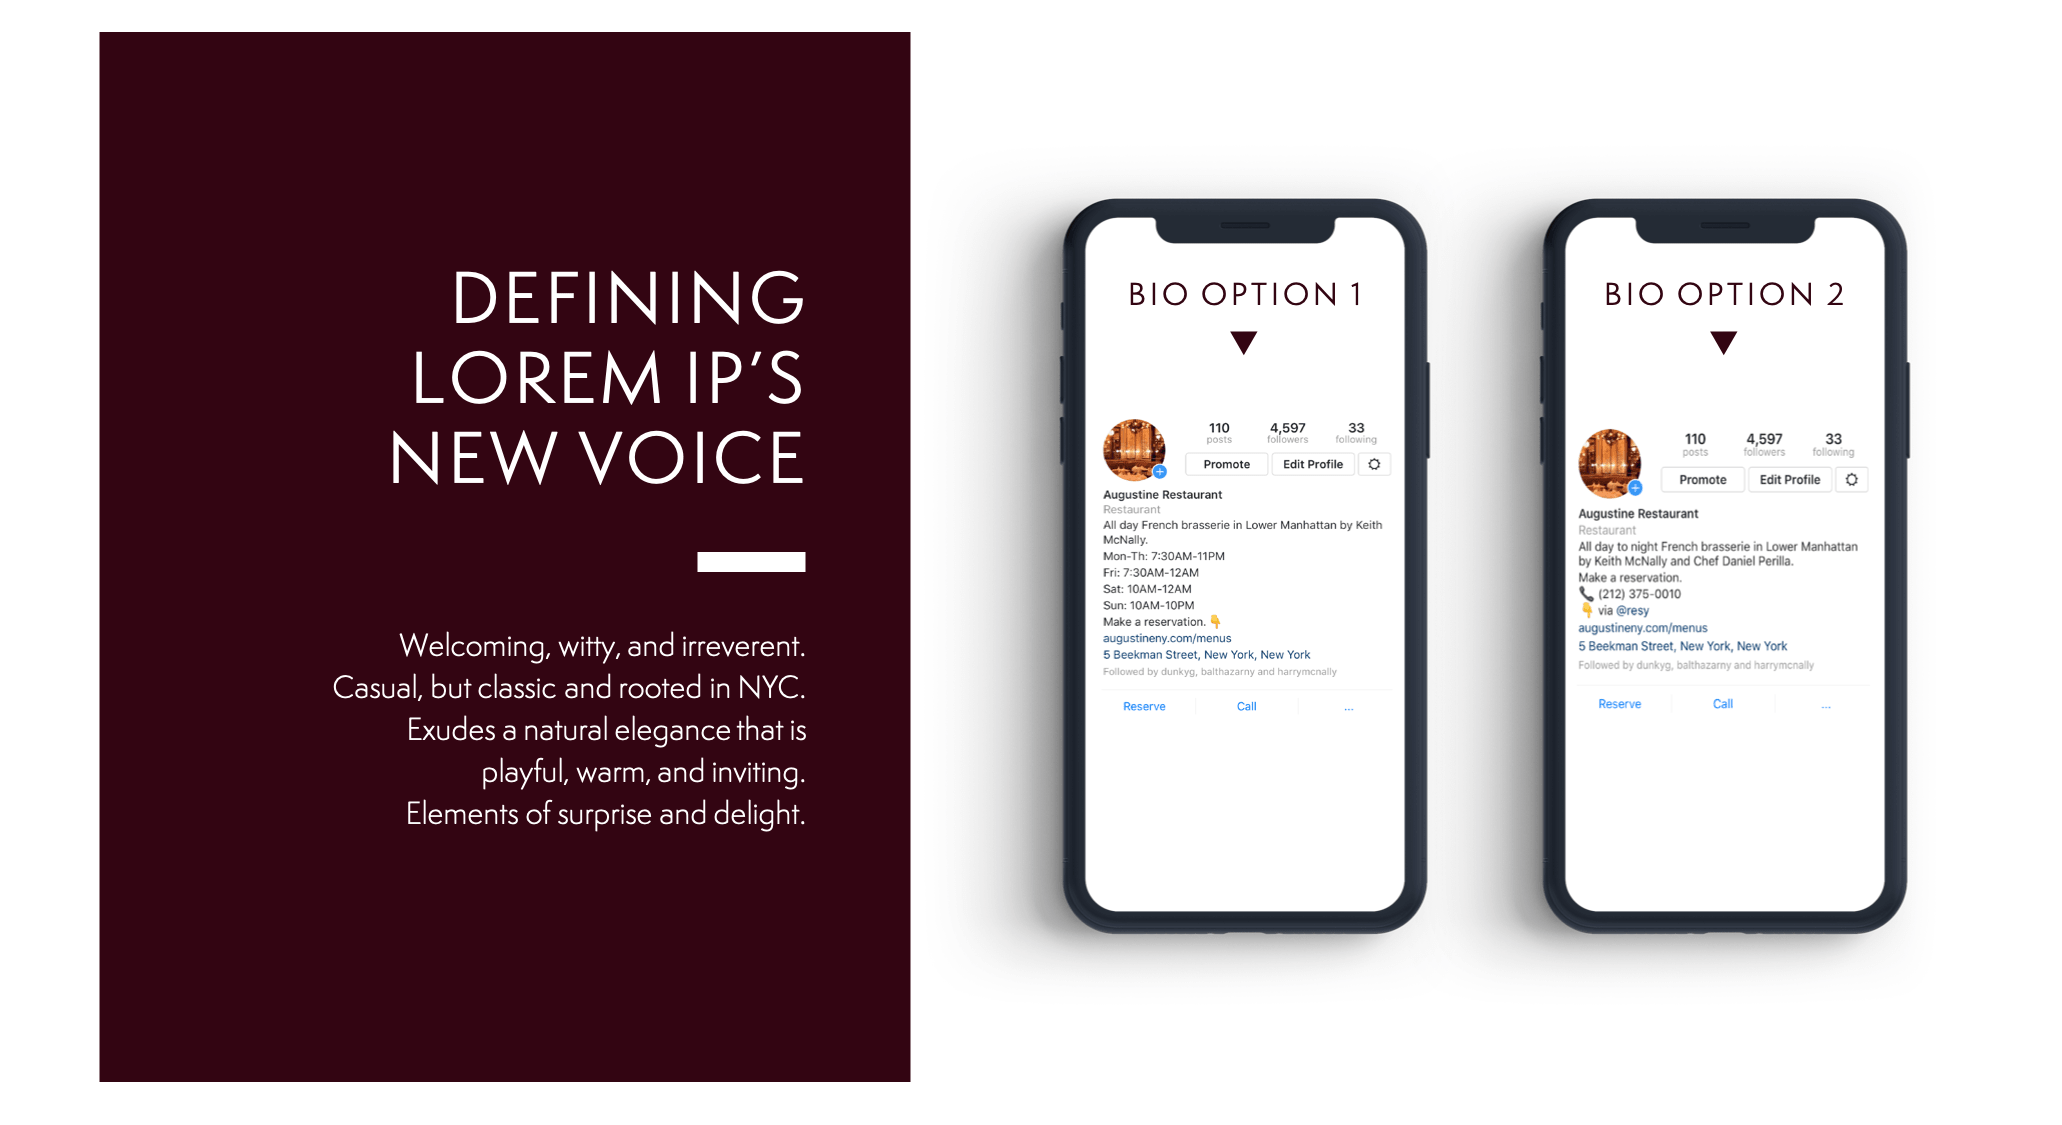 DEFINING
LOREM IP’S
NEW VOICE
Welcoming, witty, and irreverent.
Casual, but classic and rooted in NYC.
Exudes a natural elegance that is
playful, warm, and inviting.
Elements of surprise and delight.
BIO OPTION 1
110 4,597 33
posts followers following
Promote Edit Profile
Augustine Restaurant
Restaurant
All day French brasserie in Lower Manhattan by Keith
McNally.
Mon-Th: 7:30AM-11PM
Fri: 7:30AM-12AM
Sat: 10AM-12AM
Sun: 10AM-10PM
Make a reservation. 👇
augustineny.com/menus
5 Beekman Street, New York, New York
Followed by dunkyg, balthazarny and harrymcnally
Reserve Call ...
BIO OPTION 2
110 4,597 33
posts followers following
Promote Edit Profile
Augustine Restaurant
Restaurant
All day to night French brasserie in Lower Manhattan
by Keith McNally and Chef Daniel Perilla.
Make a reservation.
📞 (212) 375-0010
👇 via @resy
augustineny.com/menus
5 Beekman Street, New York, New York
Followed by dunkyg, balthazarny and harrymcnally
Reserve Call ...